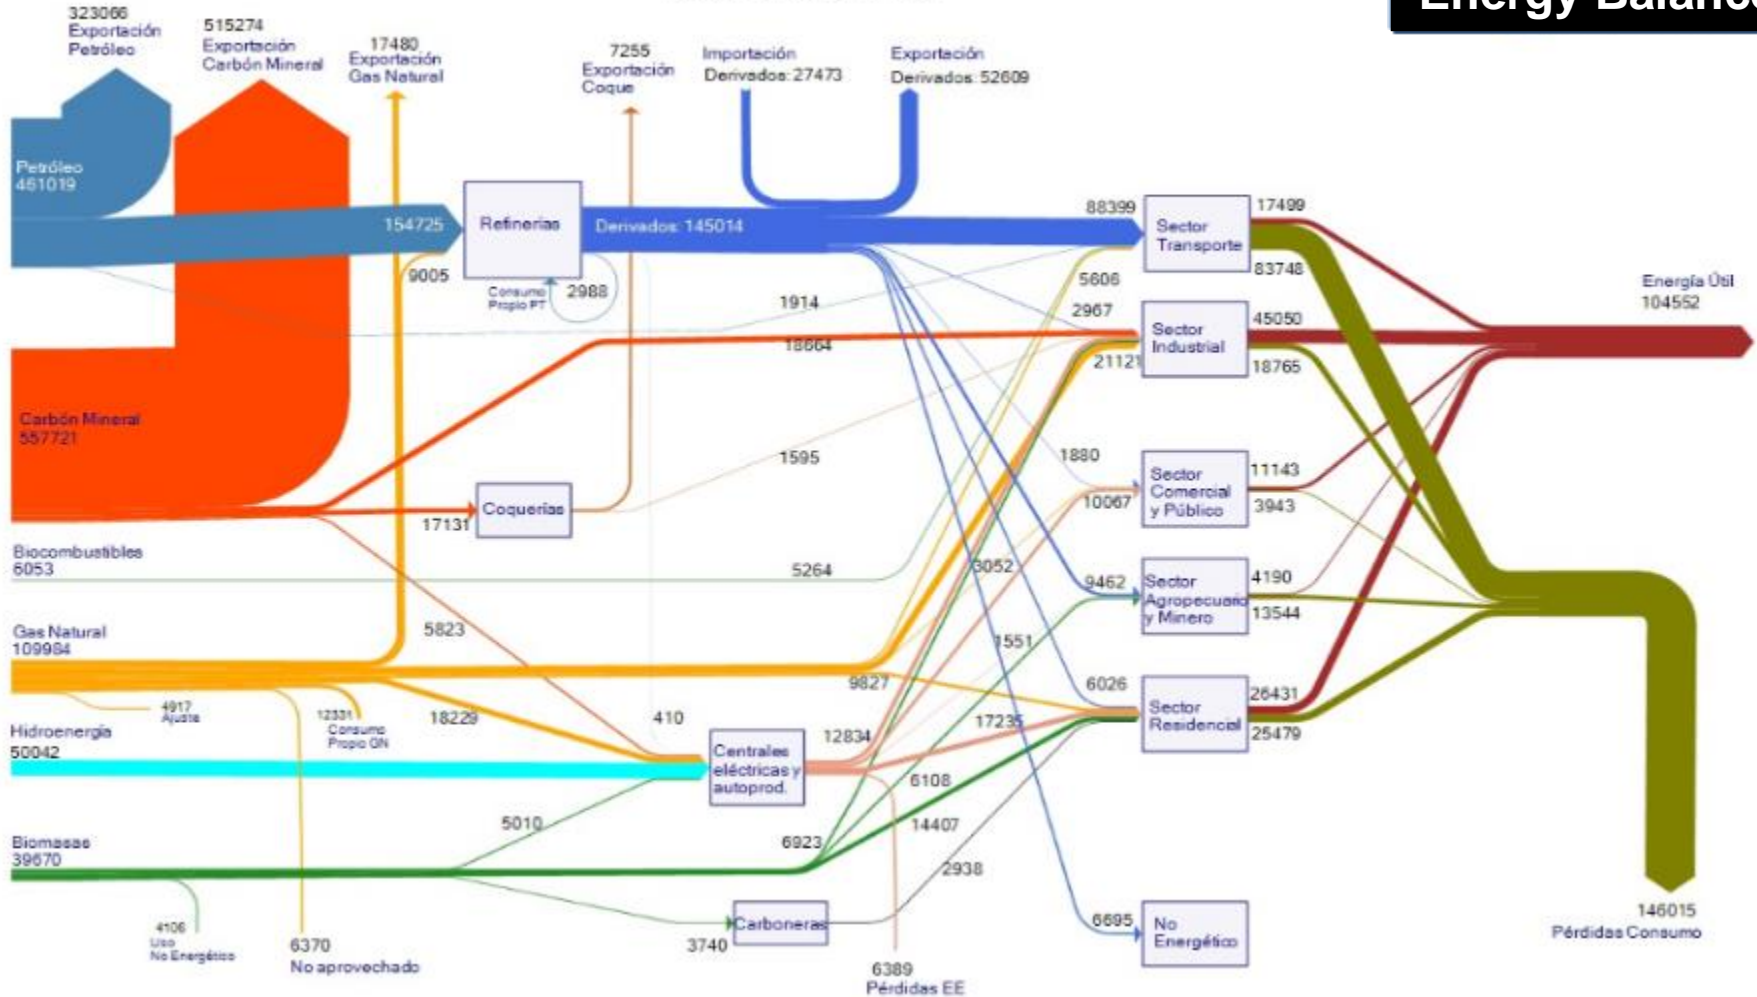 Energy Balance
323066
Exportación
Petróleo
515274
Exportación
Carbón Mineral
17480
Exportación
Gas Natural
7255
Exportación
Coque
Importación
Derivados: 27473
Exportación
Derivados: 52609
Petróleo
461019
154725
Refinerías
Derivados: 145014
88399
Sector
Transporte
17499
83748
9005
Consumo
Propio PT
2988
1914
5606
2967
Energía Útil
104552
18664
21121
Sector
Industrial
45050
18765
Carbón Mineral
557721
17131
Coquerías
1595
1880
10067
Sector
Comercial
y Público
11143
3943
Biocombustibles
6053
5264
3052
9462
Sector
Agropecuario
y Minero
4190
13544
Gas Natural
109984
5823
1551
4917
Ajuste
12331
Consumo
Propio GN
18229
410
9827
6026
Sector
Residencial
26431
25479
Hidroenergía
50042
Centrales
eléctricas y
autoprod.
12834
17235
6108
Biomasas
39670
5010
6923
14407
2938
4106
Uso
No Energético
6370
No aprovechado
3740
Carboneras
6389
Pérdidas EE
6695
No
Energético
146015
Pérdidas Consumo